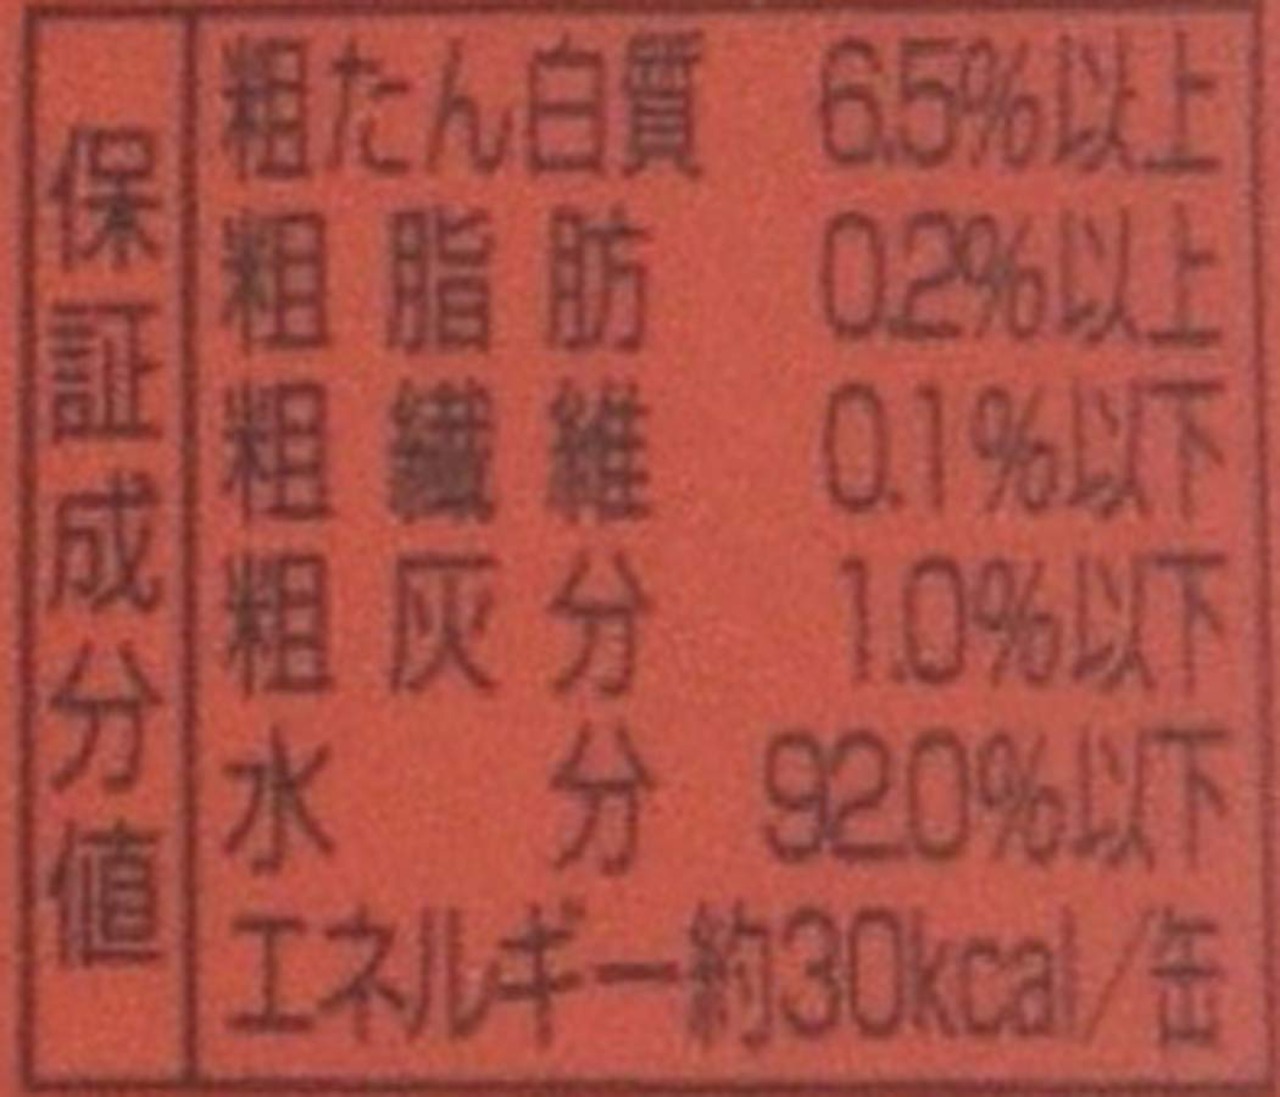 保証成分値
粗たん白質 6.5%以上
粗脂肪 0.2%以上
粗繊維 0.1%以下
粗灰分 1.0%以下
水分 92.0%以下
エネルギー約30kcal/缶